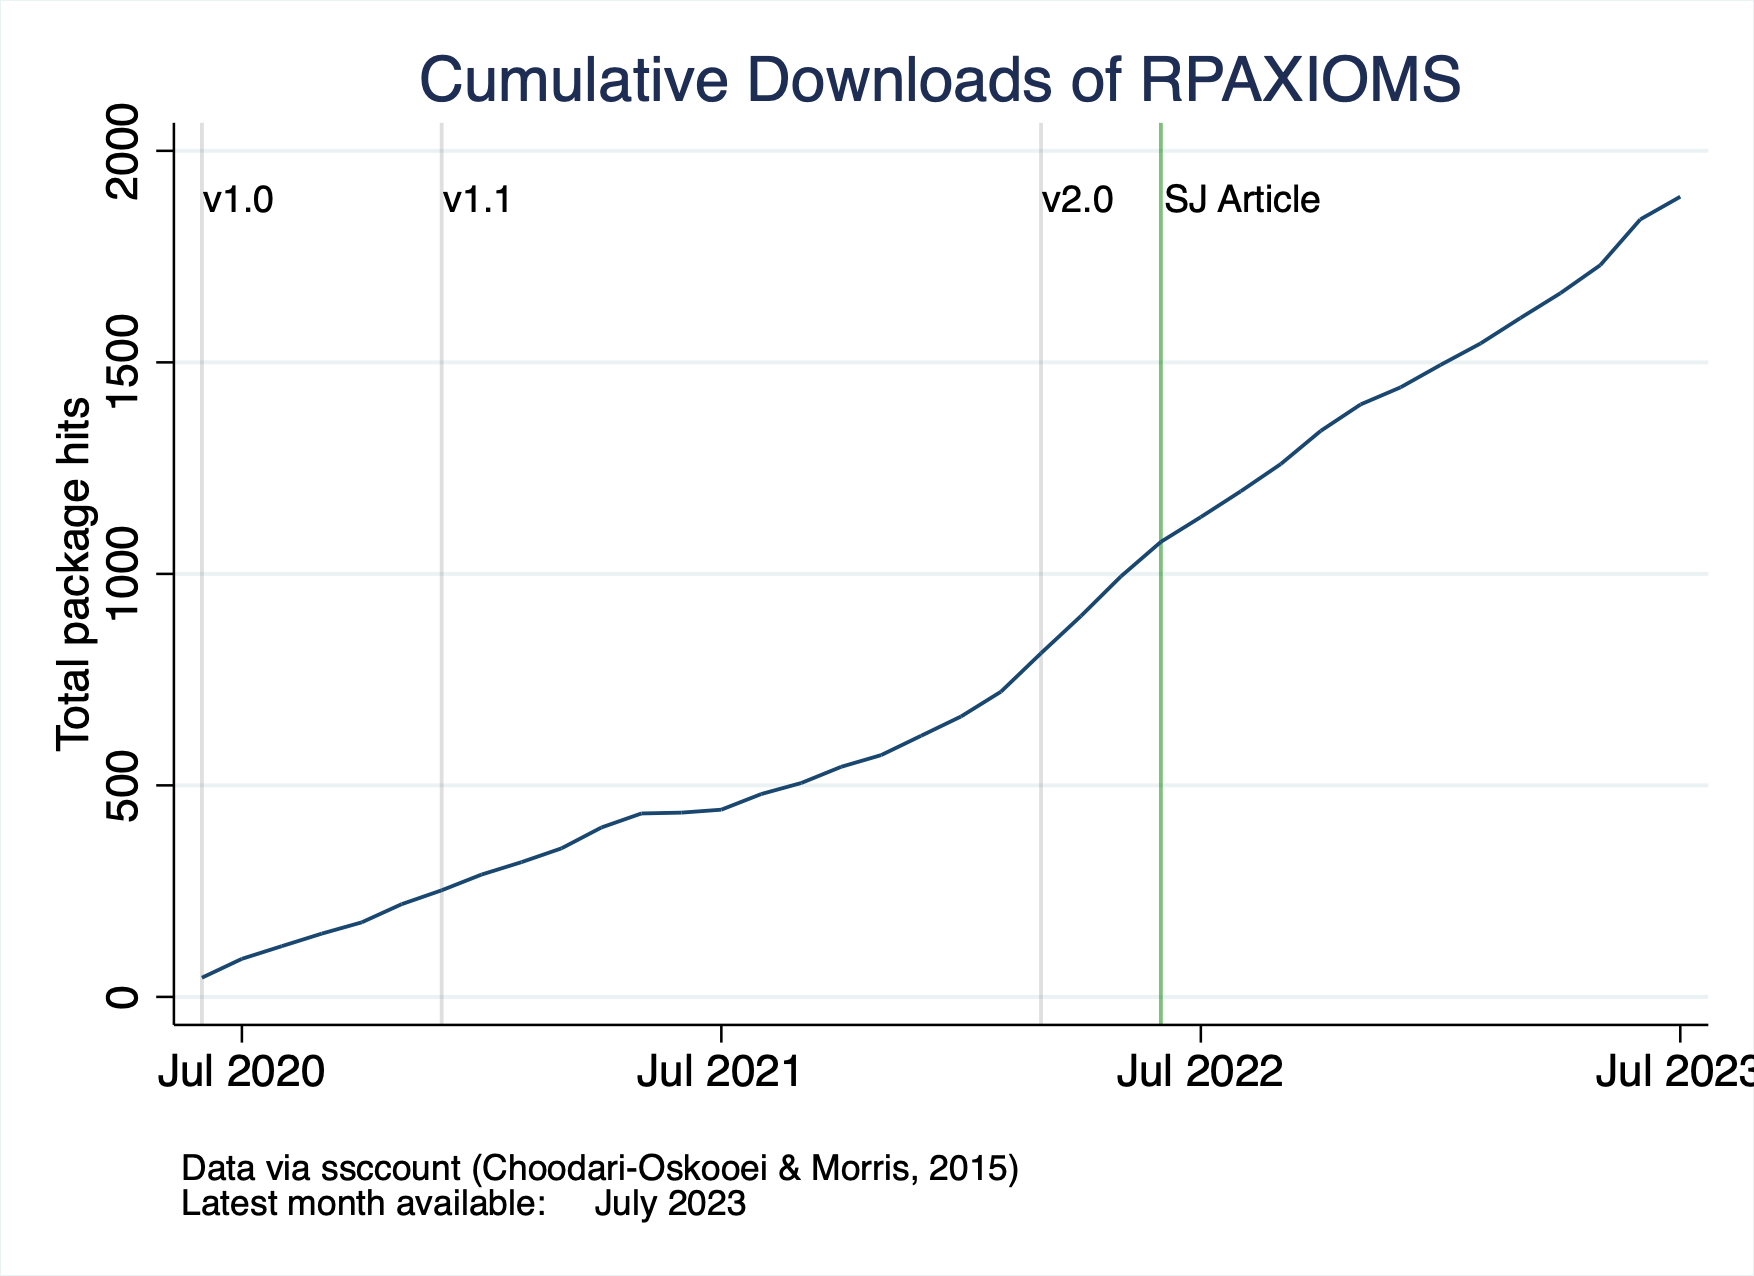 Cumulative Downloads of RPAXIOMS
Total package hits
2000
1500
1000
500
0
v1.0
v1.1
v2.0
SJ Article
Jul 2020
Jul 2021
Jul 2022
Jul 2023
Data via ssccount (Choodari-Oskooei & Morris, 2015)
Latest month available: July 2023